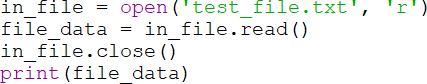 in_file = open('test_file.txt', 'r')
file_data = in_file.read()
in_file.close()
print(file_data)